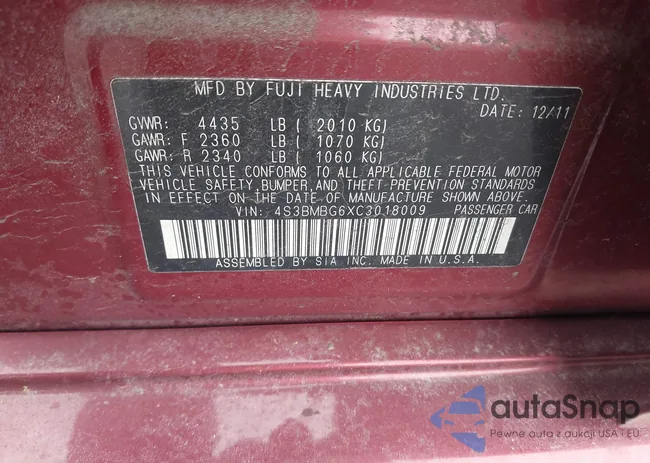 MFD BY FUJI HEAVY INDUSTRIES LTD.
DATE: 12/11
GVWR: 4435 LB ( 2010 KG)
GAWR: F 2360 LB ( 1070 KG)
GAWR: R 2340 LB ( 1060 KG)
THIS VEHICLE CONFORMS TO ALL APPLICABLE FEDERAL MOTOR
VEHICLE SAFETY,BUMPER,AND THEFT PREVENTION STANDARDS
IN EFFECT ON THE DATE OF MANUFACTURE SHOWN ABOVE.
VIN: 4S3BMBG6XC3018009 PASSENGER CAR
ASSEMBLED BY SIA INC. MADE IN U.S.A.
autaSnap
Pewne auta z aukcji USA i EU